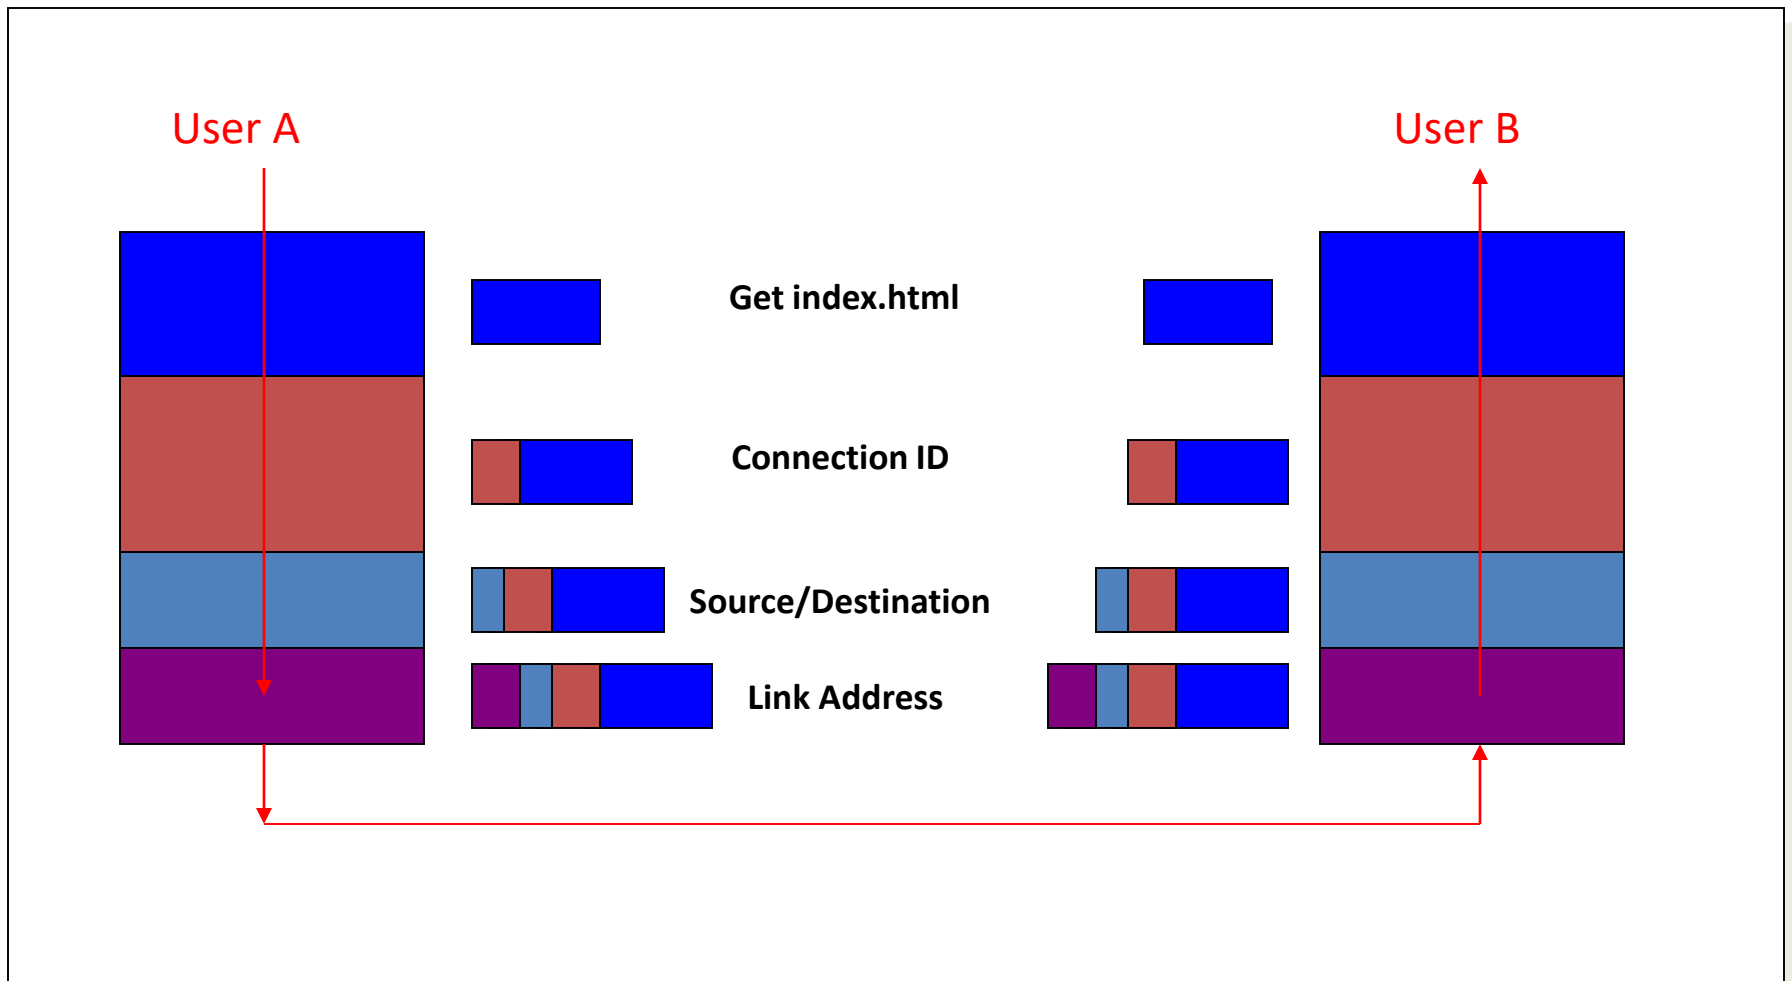 User A
User B
Get index.html
Connection ID
Source/Destination
Link Address